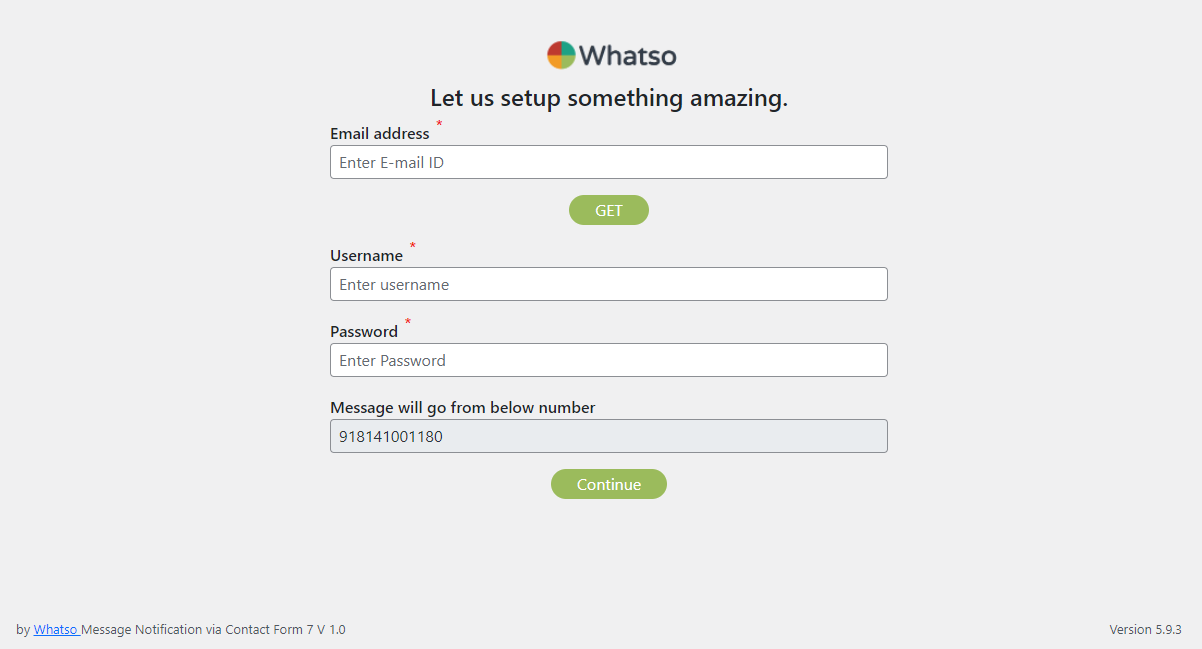 Whatso
Let us setup something amazing.
Email address *
Enter E-mail ID
GET
Username *
Enter username
Password *
Enter Password
Message will go from below number
918141001180
Continue
by Whatso Message Notification via Contact Form 7 V 1.0
Version 5.9.3